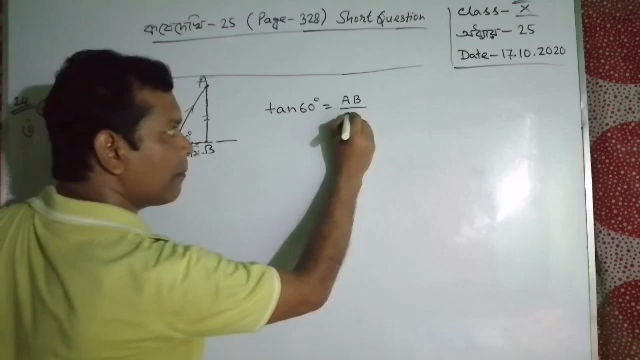 কষে দেখি - 25 (Page - 328) Short Question
Class - X
অধ্যায় - 25
Date - 17.10.2020
A
tan60° = AB
B